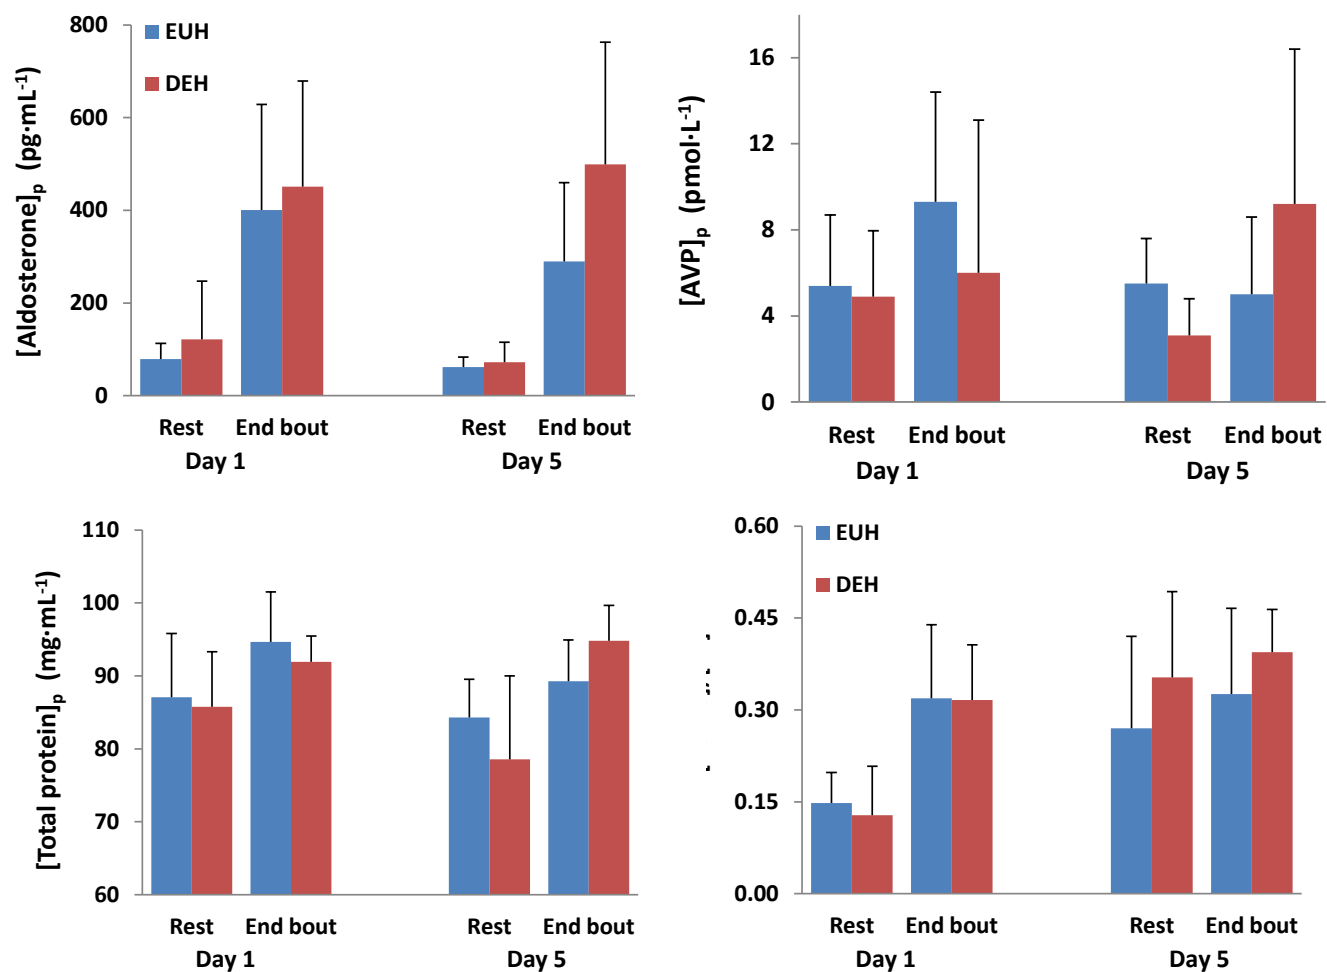 800
600
400
200
0
[Aldosterone]p (pg·mL-1)
EUH
DEH
Rest End bout Rest End bout
Day 1 Day 5
16
12
8
4
0
[AVP]p (pmol·L-1)
Rest End bout Rest End bout
Day 1 Day 5
110
100
90
80
70
60
[Total protein]p (mg·mL-1)
Rest End bout Rest End bout
Day 1 Day 5
0.60
0.45
0.30
0.15
0.00
EUH
DEH
Rest End bout Rest End bout
Day 1 Day 5